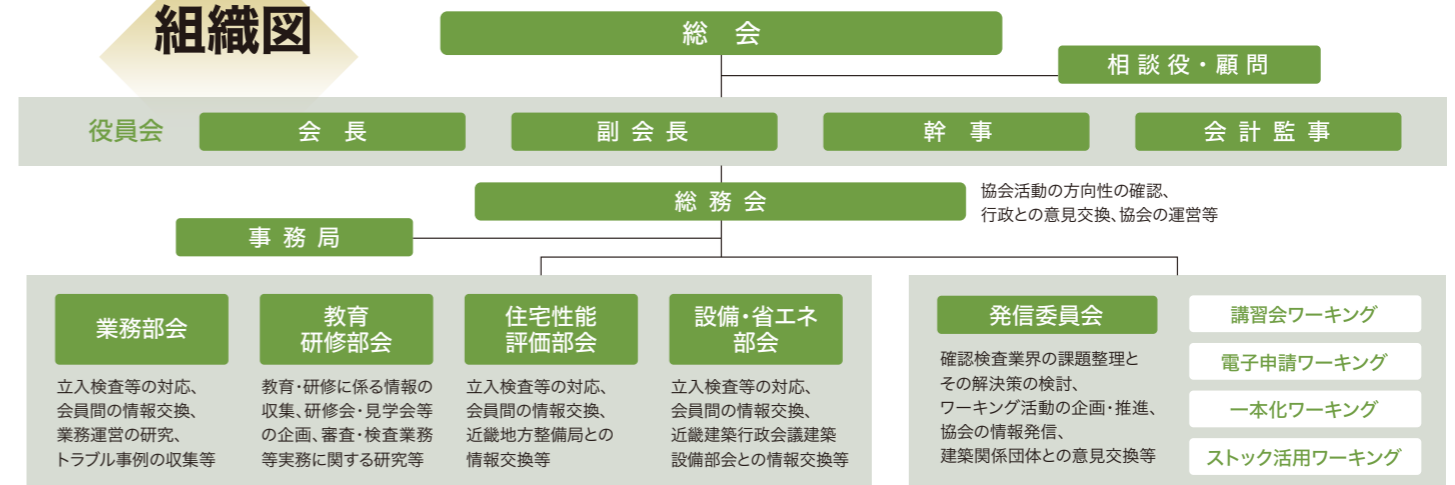 組織図
総会
相談役・顧問
役員会
会長
副会長
幹事
会計監事
総務会
協会活動の方向性の確認、
行政との意見交換、協会の運営等
事務局
業務部会
立入検査等の対応、
会員間の情報交換、
業務運営の研究、
トラブル事例の収集等
教育
研修部会
教育・研修に係る情報の
収集、研修会・見学会等
の企画、審査・検査業務
等実務に関する研究等
住宅性能
評価部会
立入検査等の対応、
会員間の情報交換、
近畿地方整備局との
情報交換等
設備・省エネ
部会
立入検査等の対応、
会員間の情報交換、
近畿建築行政会議建築
設備部会との情報交換等
発信委員会
確認検査業界の課題整理と
その解決策の検討、
ワーキング活動の企画・推進、
協会の情報発信、
建築関係団体との意見交換等
講習会ワーキング
電子申請ワーキング
一本化ワーキング
ストック活用ワーキング